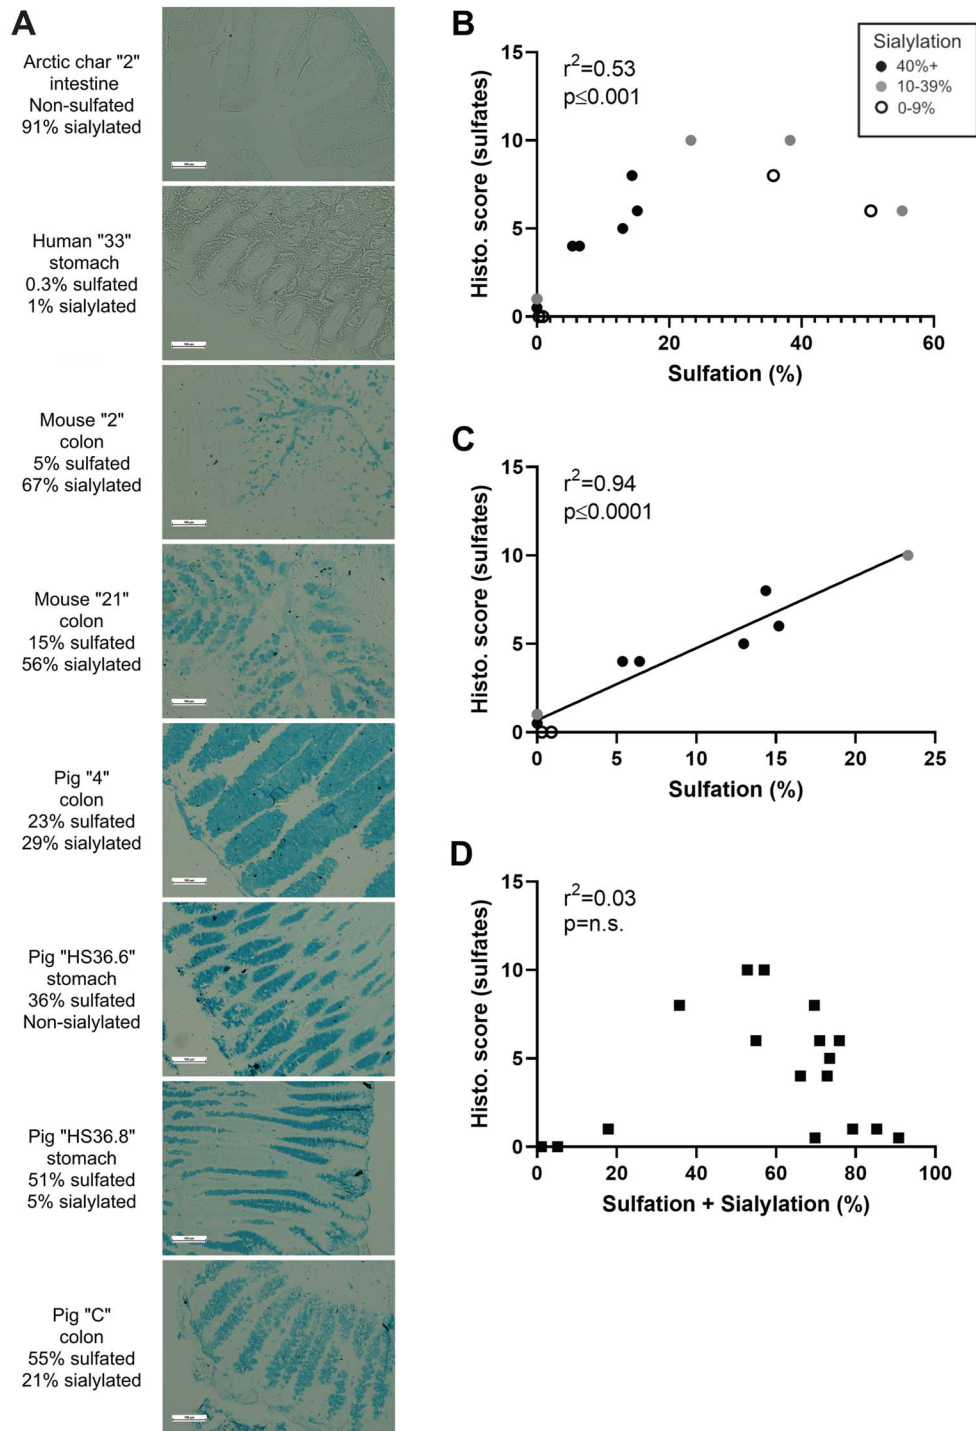 A
Arctic char "2"
intestine
Non-sulfated
91% sialylated
Human "33"
stomach
0.3% sulfated
1% sialylated
Mouse "2"
colon
5% sulfated
67% sialylated
Mouse "21"
colon
15% sulfated
56% sialylated
Pig "4"
colon
23% sulfated
29% sialylated
Pig "HS36.6"
stomach
36% sulfated
Non-sialylated
Pig "HS36.8"
stomach
51% sulfated
5% sialylated
Pig "C"
colon
55% sulfated
21% sialylated
B
r²=0.53
p≤0.001
Sialylation
40%+
10-39%
0-9%
Histo. score (sulfates)
15
10
5
0
0
20
40
60
Sulfation (%)
C
r²=0.94
p≤0.0001
Histo. score (sulfates)
15
10
5
0
0
5
10
15
20
25
Sulfation (%)
D
r²=0.03
p=n.s.
Histo. score (sulfates)
15
10
5
0
0
20
40
60
80
100
Sulfation + Sialylation (%)